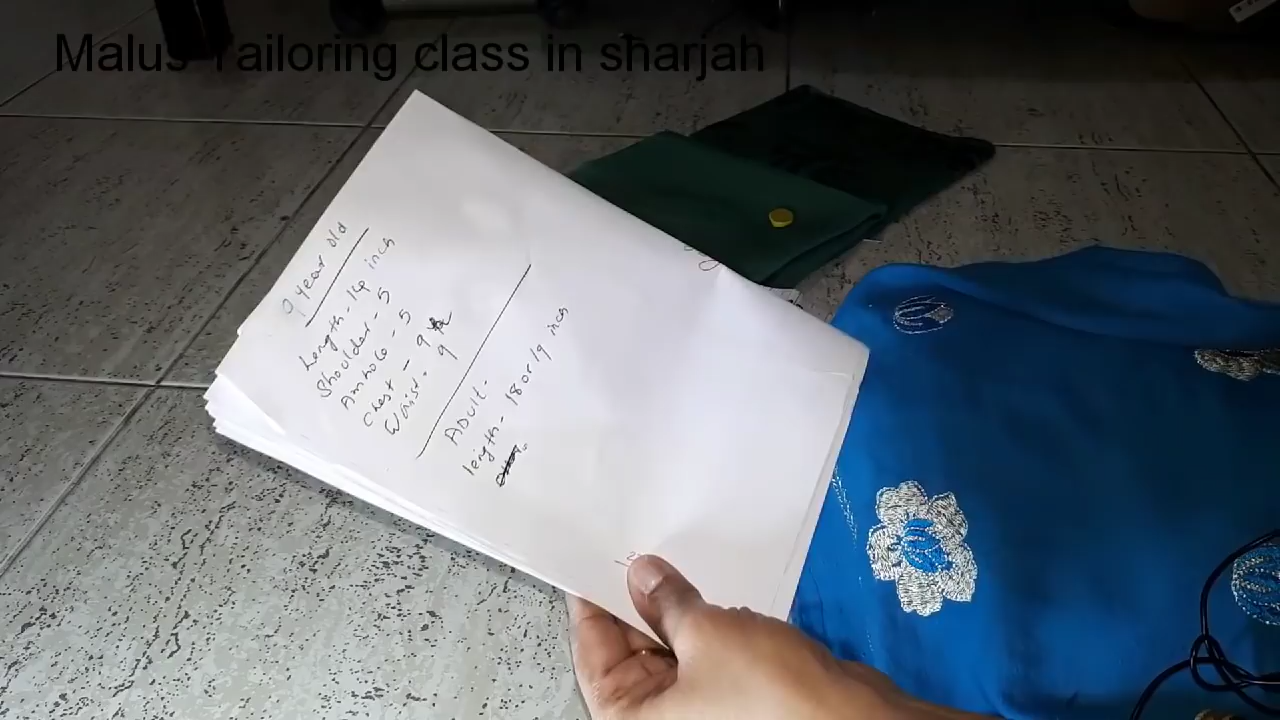 Malus Tailoring class in sharjah
9 year old
Length - 14 inch
Shoulder - 5
Amhole - 5
Chest - 9
Waist - 9
Adult -
length - 18 or 19 inch